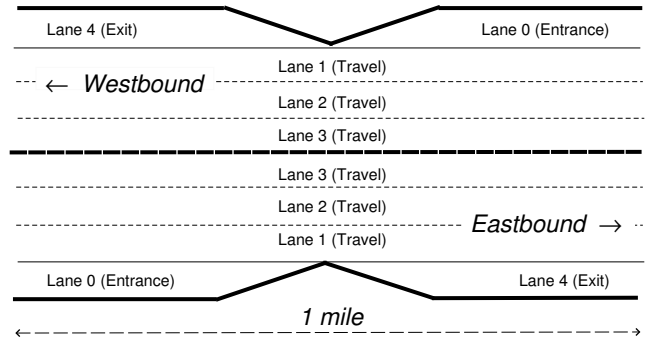 Lane 4 (Exit) Lane 0 (Entrance)
Lane 1 (Travel)
← Westbound
Lane 2 (Travel)
Lane 3 (Travel)
Lane 3 (Travel)
Lane 2 (Travel)
Eastbound →
Lane 1 (Travel)
Lane 0 (Entrance) Lane 4 (Exit)
1 mile